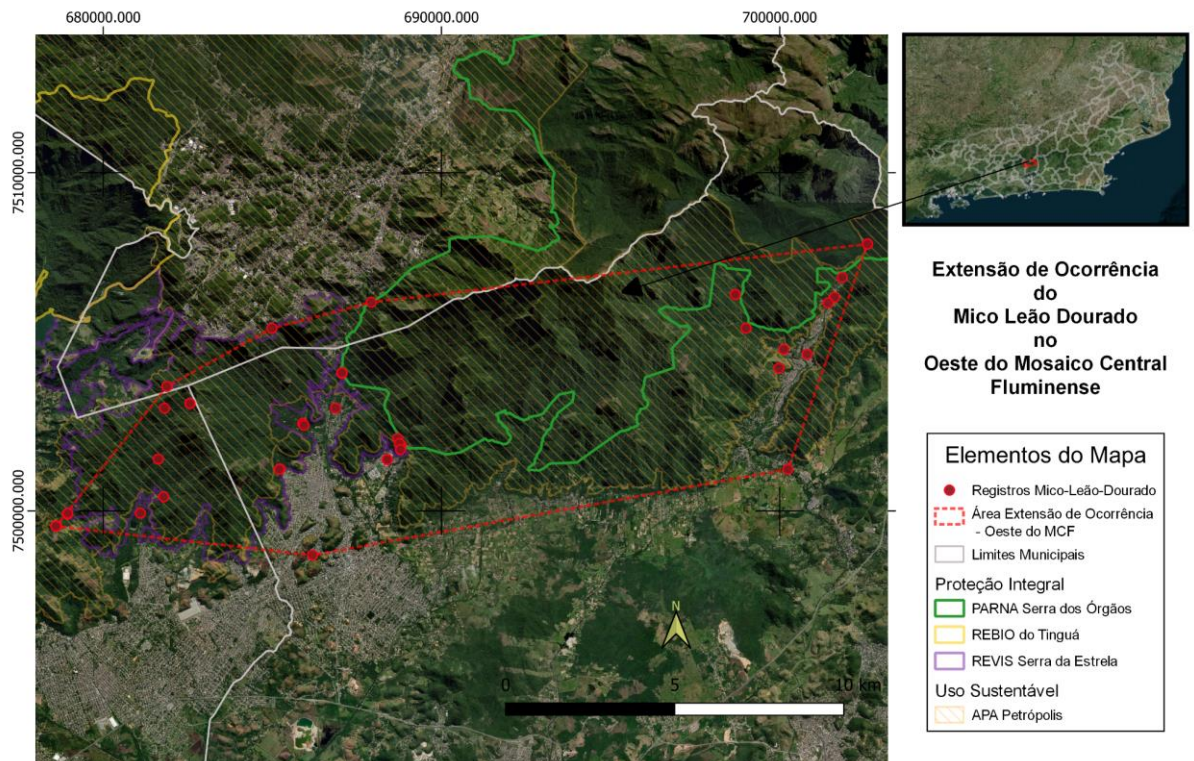 680000.000
690000.000
700000.000
7510000.000
7500000.000
Extensão de Ocorrência
do
Mico Leão Dourado
no
Oeste do Mosaico Central
Fluminense
N
0
5
10 km
Elementos do Mapa
Registros Mico-Leão-Dourado
Área Extensão de Ocorrência
- Oeste do MCF
Limites Municipais
Proteção Integral
PARNA Serra dos Órgãos
REBIO do Tinguá
REVIS Serra da Estrela
Uso Sustentável
APA Petrópolis